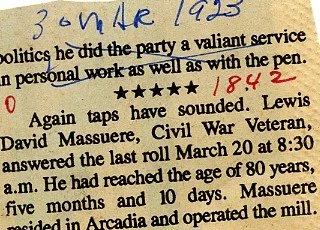 30 MAR 1923
politics he did the party a valiant service
in personal work as well as with the pen.
★★★★★ 1842
0
Again taps have sounded. Lewis
David Massuere, Civil War Veteran,
answered the last roll March 20 at 8:30
a.m. He had reached the age of 80 years,
five months and 10 days. Massuere
resided in Arcadia and operated the mill.